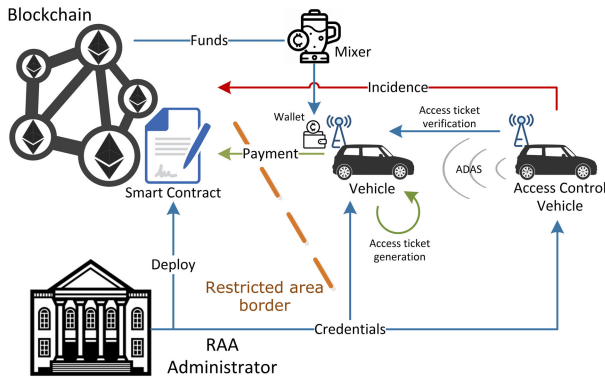 Blockchain
Funds
Mixer
Incidence
Wallet
Access ticket
verification
Payment
ADAS
Smart Contract
Vehicle
Access Control
Vehicle
Access ticket
generation
Deploy
Restricted area
border
Credentials
RAA
Administrator